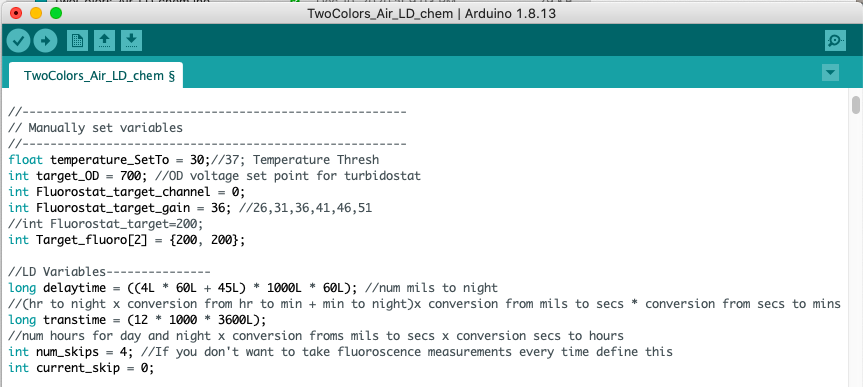 TwoColors_Air_LD_chem | Arduino 1.8.13
TwoColors_Air_LD_chem §
//-------------------------------------------------------
// Manually set variables
//-------------------------------------------------------
float temperature_SetTo = 30;//37; Temperature Thresh
int target_OD = 700; //OD voltage set point for turbidostat
int Fluorostat_target_channel = 0;
int Fluorostat_target_gain = 36; //26,31,36,41,46,51
//int Fluorostat_target=200;
int Target_fluoro[2] = {200, 200};
//LD Variables---------------
long delaytime = ((4L * 60L + 45L) * 1000L * 60L); //num mils to night
//(hr to night x conversion from hr to min + min to night)x conversion from mils to secs * conversion from secs to mins
long transtime = (12 * 1000 * 3600L);
//num hours for day and night x conversion froms mils to secs x conversion secs to hours
int num_skips = 4; //If you don't want to take fluoroscence measurements every time define this
int current_skip = 0;